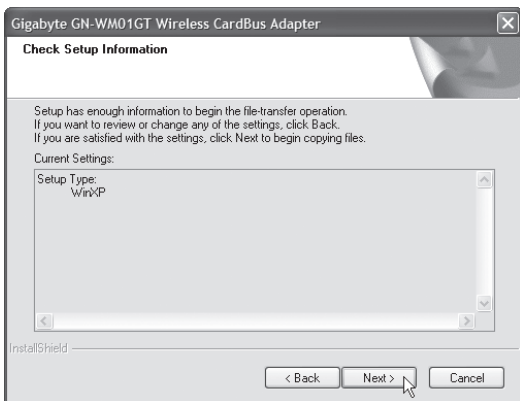 Gigabyte GN-WM01GT Wireless CardBus Adapter
Check Setup Information
Setup has enough information to begin the file-transfer operation.
If you want to review or change any of the settings, click Back.
If you are satisfied with the settings, click Next to begin copying files.
Current Settings:
Setup Type:
WinXP
InstallShield
< Back
Next >
Cancel